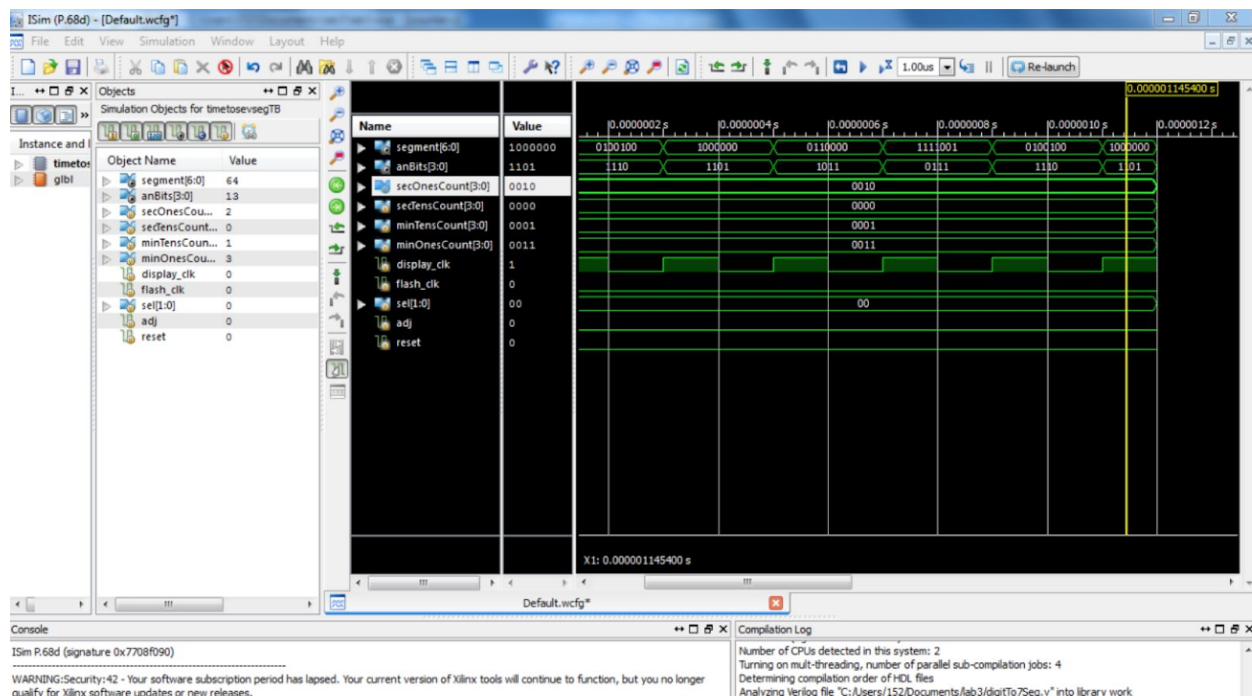 ISim (P.68d) - [Default.wcfg*]
File Edit View Simulation Window Layout Help
1.00us Re-launch
I...
Instance and
timetos
glbl
Objects
Simulation Objects for timetosevsegTB
Object Name Value
segment[6:0] 64
anBits[3:0] 13
secOnesCou... 2
secTensCount... 0
minTensCoun... 1
minOnesCou... 3
display_clk 0
flash_clk 0
sel[1:0] 0
adj 0
reset 0
0.000001145400 s
Name Value 0.0000002 s 0.0000004 s 0.0000006 s 0.0000008 s 0.0000010 s 0.0000012 s
segment[6:0] 1000000 0100100 1000000 0110000 1111001 0100100 1000000
anBits[3:0] 1101 1110 1101 1011 0111 1110 1101
secOnesCount[3:0] 0010 0010
secTensCount[3:0] 0000 0000
minTensCount[3:0] 0001 0001
minOnesCount[3:0] 0011 0011
display_clk 1
flash_clk 0
sel[1:0] 00 00
adj 0
reset 0
X1: 0.000001145400 s
Default.wcfg*
Console
ISim P.68d (signature 0x7708f090)
WARNING:Security:42 - Your software subscription period has lapsed. Your current version of Xilinx tools will continue to function, but you no longer
qualify for Xilinx software updates or new releases.
Compilation Log
Number of CPUs detected in this system: 2
Turning on mult-threading, number of parallel sub-compilation jobs: 4
Determining compilation order of HDL files
Analyzing Verilog file "C:/Users/152/Documents/lab3/digitTo7Seg.v" into library work